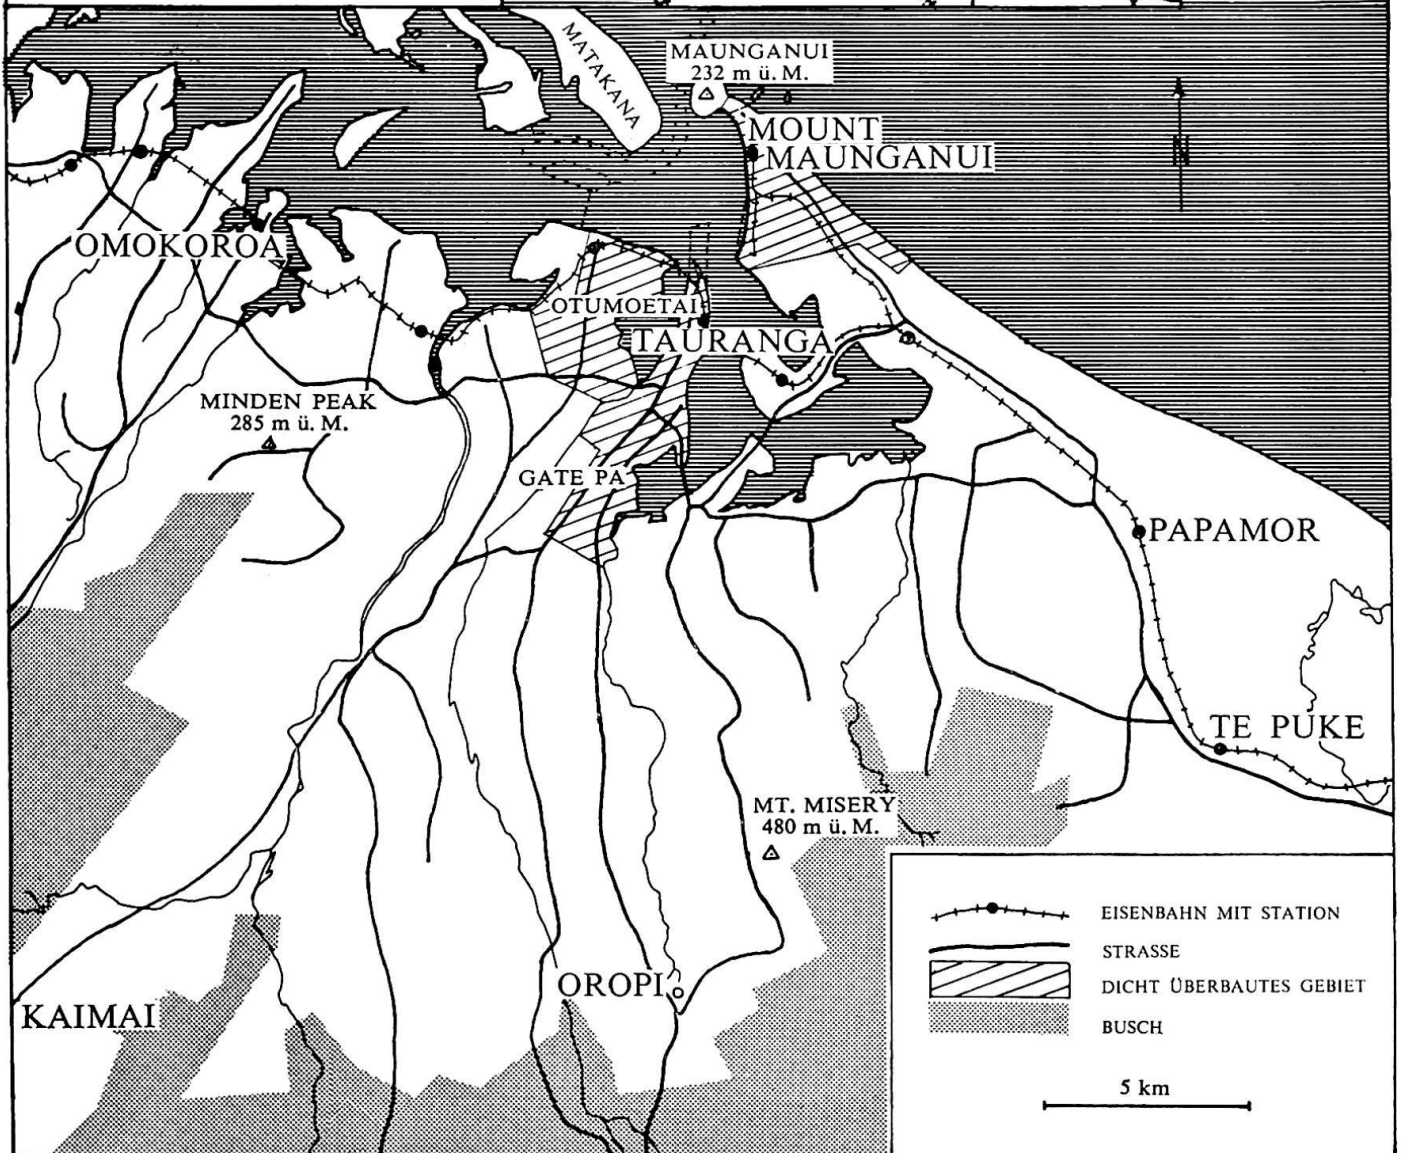 MATAKANA
MAUNGANUI
232 m ü. M.
MOUNT
MAUNGANUI
N
OMOKOROA
OTUMOETAI
TAURANGA
MINDEN PEAK
285 m ü. M.
GATE PA
PAPAMOR
TE PUKE
MT. MISERY
480 m ü. M.
OROPI
KAIMAI
EISENBAHN MIT STATION
STRASSE
DICHT ÜBERBAUTES GEBIET
BUSCH
5 km